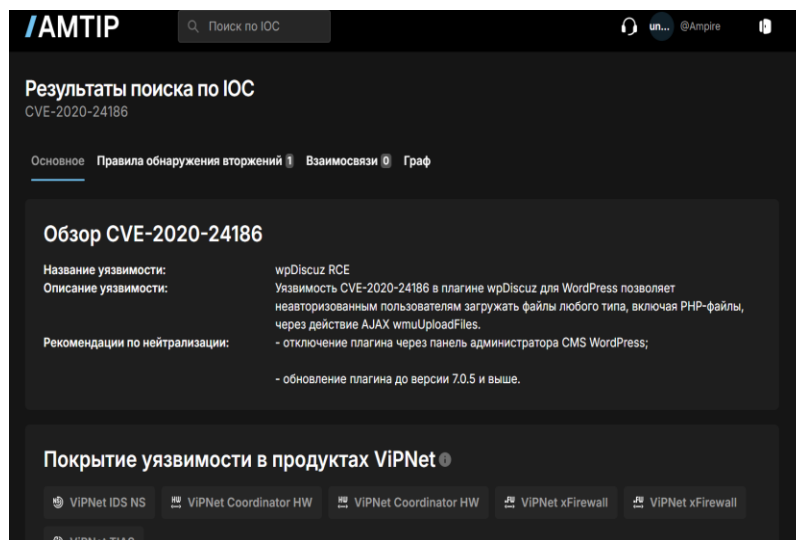 /AMTIP
Поиск по IOC
un...
@Ampire
Результаты поиска по IOC
CVE-2020-24186
Основное Правила обнаружения вторжений 1 Взаимосвязи 0 Граф
Обзор CVE-2020-24186
Название уязвимости: wpDiscuz RCE
Описание уязвимости: Уязвимость CVE-2020-24186 в плагине wpDiscuz для WordPress позволяет
неавторизованным пользователям загружать файлы любого типа, включая PHP-файлы,
через действие AJAX wmuUploadFiles.
Рекомендации по нейтрализации: - отключение плагина через панель администратора CMS WordPress;
- обновление плагина до версии 7.0.5 и выше.
Покрытие уязвимости в продуктах ViPNet
ViPNet IDS NS HW ViPNet Coordinator HW HW ViPNet Coordinator HW ViPNet xFirewall ViPNet xFirewall
ViPNet TIAS